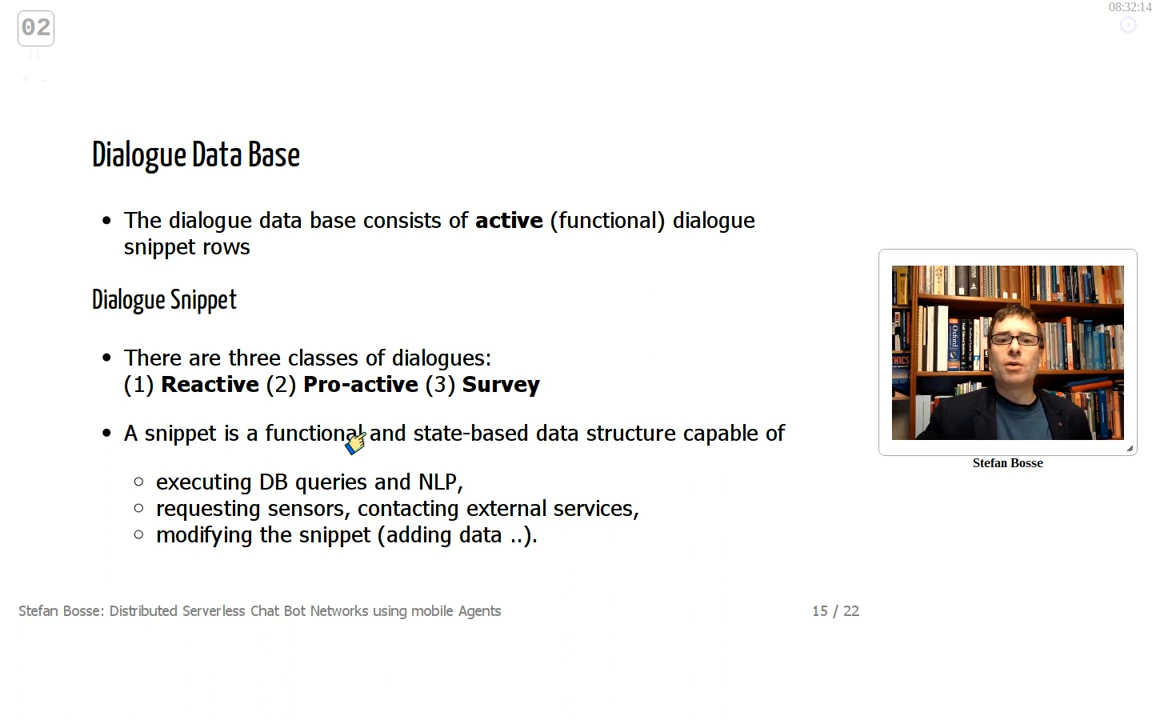 02
08:32:14
+ -
Dialogue Data Base
• The dialogue data base consists of active (functional) dialogue
snippet rows
Dialogue Snippet
• There are three classes of dialogues:
(1) Reactive (2) Pro-active (3) Survey
• A snippet is a functional and state-based data structure capable of
○ executing DB queries and NLP,
○ requesting sensors, contacting external services,
○ modifying the snippet (adding data ..).
Oxford
Stefan Bosse
Stefan Bosse: Distributed Serverless Chat Bot Networks using mobile Agents
15 / 22